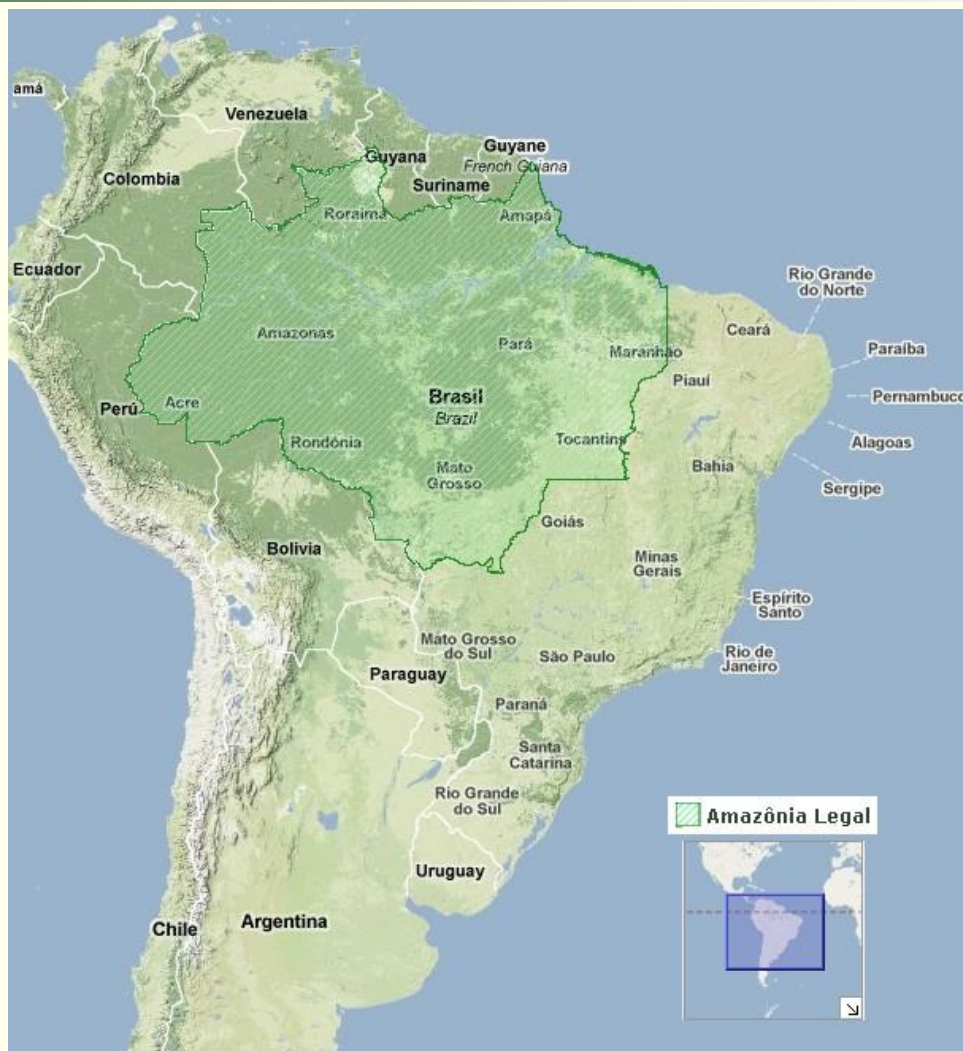 amá
Venezuela
Guyana
Guyane
French Guiana
Suriname
Colombia
Roraima
Amapá
Ecuador
Rio Grande
do Norte
Amazonas
Pará
Ceará
Maranhão
Paraíba
Piauí
Brasil
Brazil
Perú
Acre
Pernambuco
Rondônia
Tocantins
Alagoas
Mato
Grosso
Bahia
Sergipe
Goiás
Bolivia
Minas
Gerais
Espírito
Santo
Mato Grosso
do Sul
São Paulo
Rio de
Janeiro
Paraguay
Paraná
Santa
Catarina
Rio Grande
do Sul
Amazônia Legal
Uruguay
Chile
Argentina